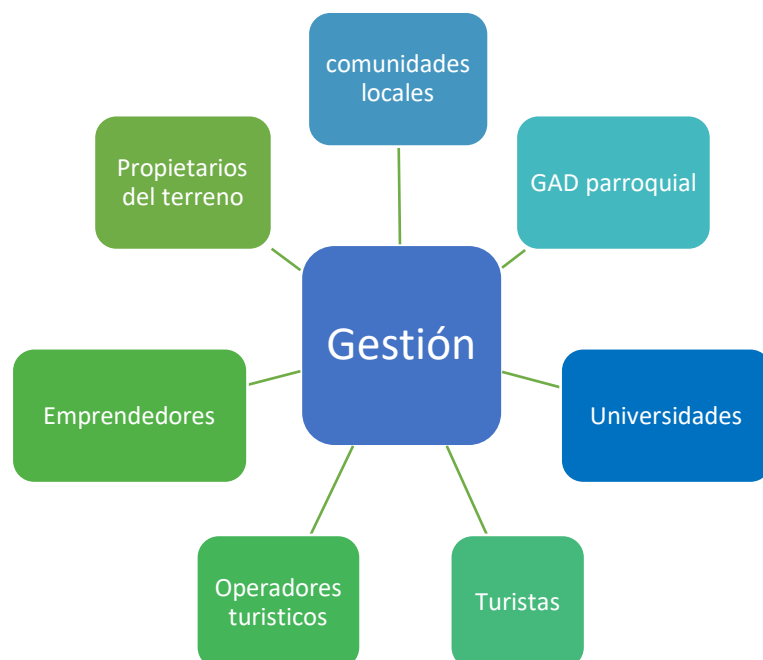 comunidades
locales
Propietarios
del terreno
GAD parroquial
Gestión
Emprendedores
Universidades
Operadores
turisticos
Turistas